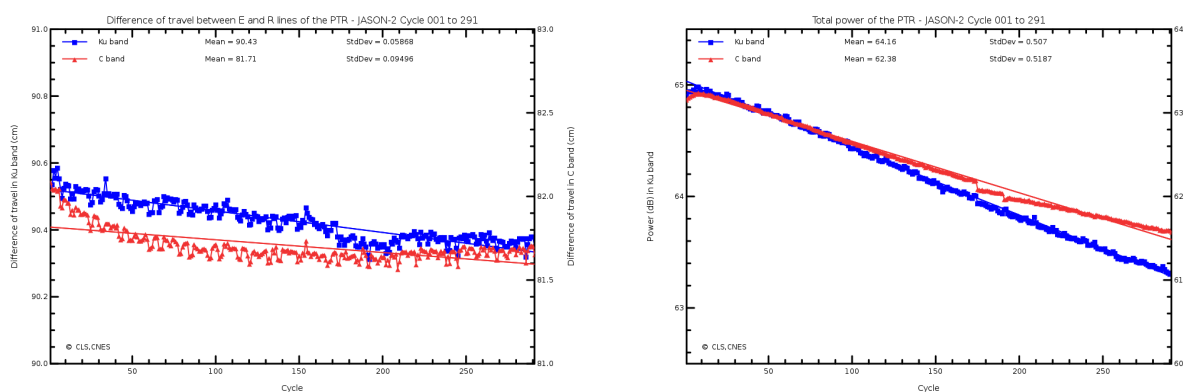 Difference of travel between E and R lines of the PTR - JASON-2 Cycle 001 to 291
Ku band Mean = 90.43 StdDev = 0.05868
C band Mean = 81.71 StdDev = 0.09496
91.0
90.8
90.6
90.4
90.2
90.0
Difference of travel in Ku band (cm)
83.0
82.5
82.0
81.5
81.0
Difference of travel in C band (cm)
50 100 150 200 250
Cycle
© CLS,CNES
Total power of the PTR - JASON-2 Cycle 001 to 291
Ku band Mean = 64.16 StdDev = 0.507
C band Mean = 62.38 StdDev = 0.5187
65
64
63
Power (dB) in Ku band
64
63
62
61
60
50 100 150 200 250
Cycle
© CLS,CNES